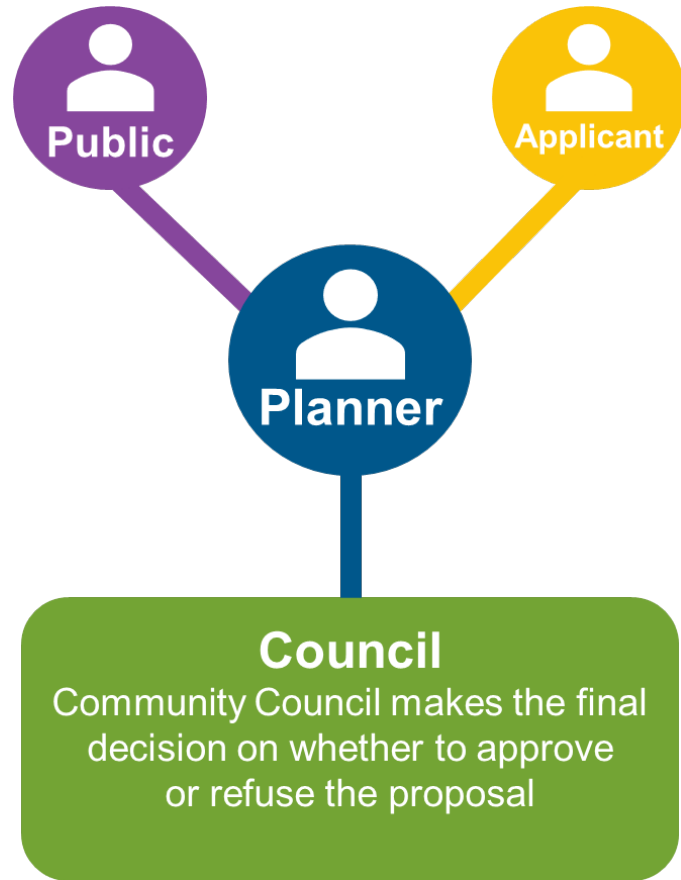 Public
Applicant
Planner
Council
Community Council makes the final
decision on whether to approve
or refuse the proposal